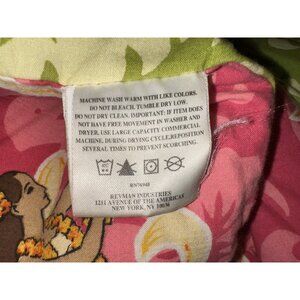 MACHINE WASH WARM WITH LIKE COLORS.
DO NOT BLEACH, TUMBLE DRY LOW.
DO NOT DRY CLEAN. IMPORTANT: IF ITEM DOES
NOT HAVE FREE MOVEMENT IN WASHER AND
DRYER, USE LARGE CAPACITY COMMERCIAL
MACHINE, DURING DRYING CYCLE,REPOSITION
SEVERAL TIMES TO PREVENT SCORCHING
RN76948
REVMAN INDUSTRIES
1211 AVENUE OF THE AMERICAS
NEW YORK, NY 10036